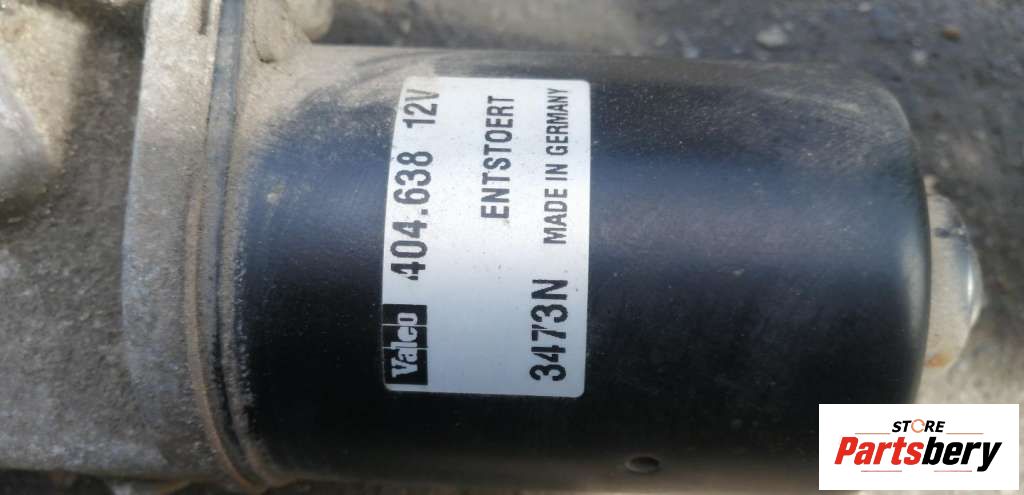 Valeo 404.638 12V
ENTSTOERT
3473N MADE IN GERMANY
STORE
Partsbery